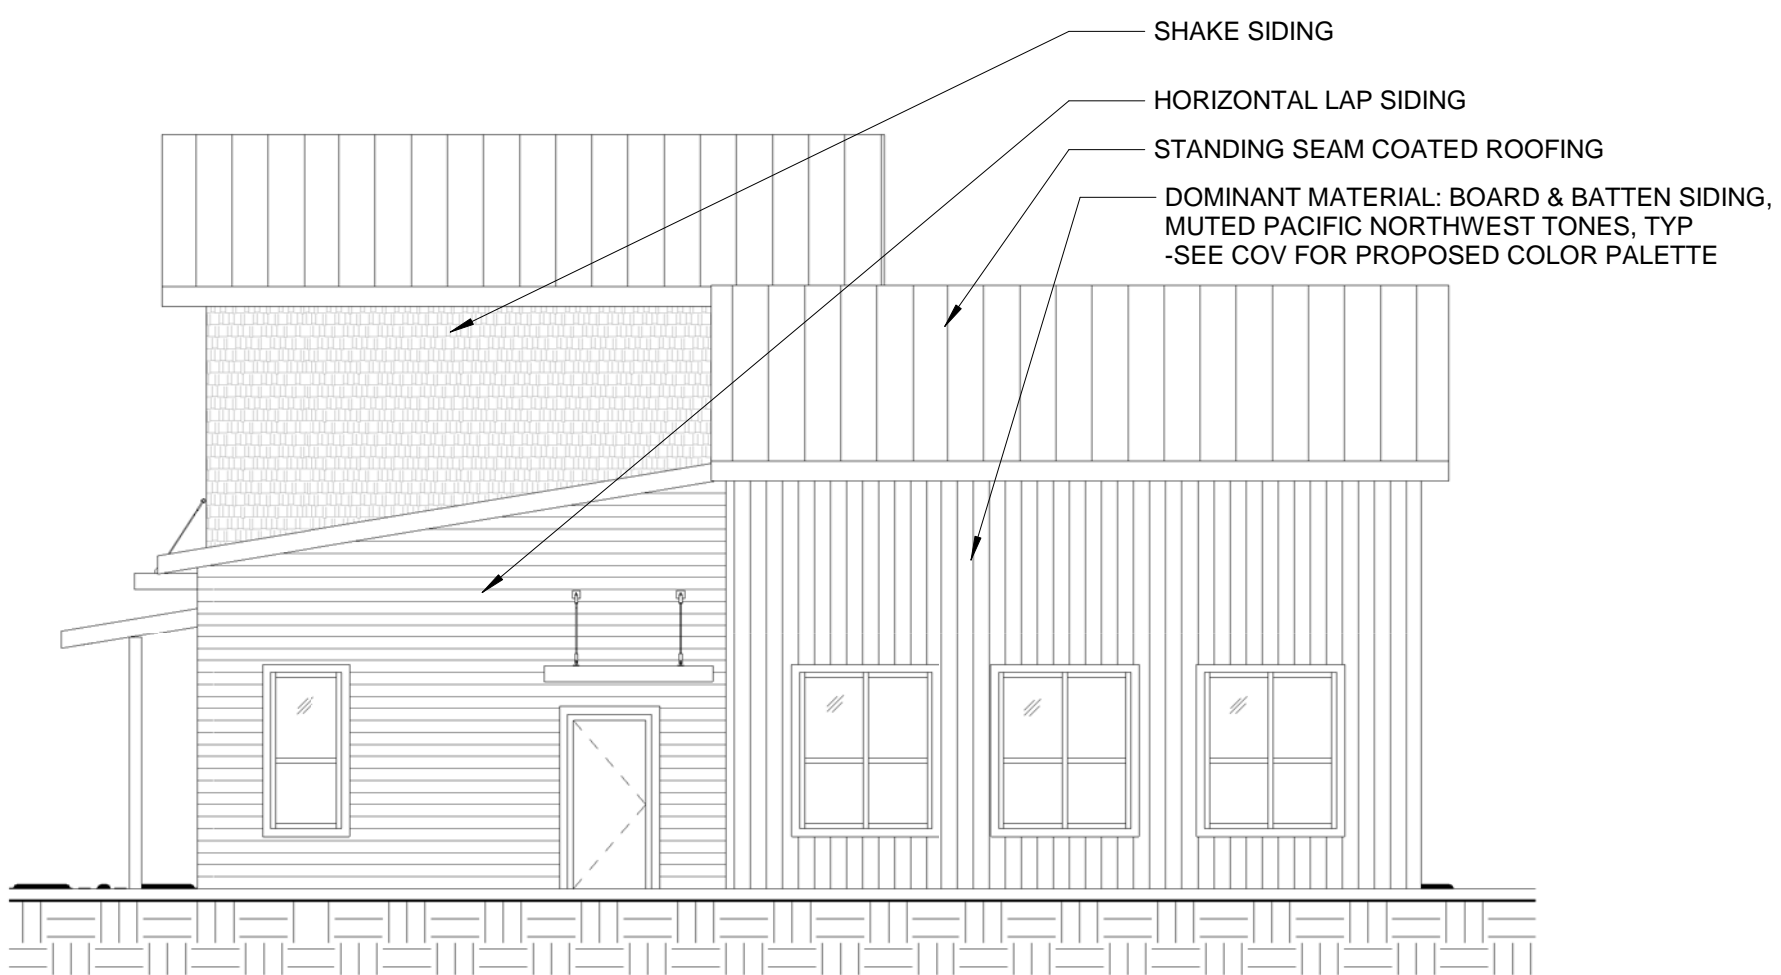 SHAKE SIDING
HORIZONTAL LAP SIDING
STANDING SEAM COATED ROOFING
DOMINANT MATERIAL: BOARD & BATTEN SIDING,
MUTED PACIFIC NORTHWEST TONES, TYP
-SEE COV FOR PROPOSED COLOR PALETTE